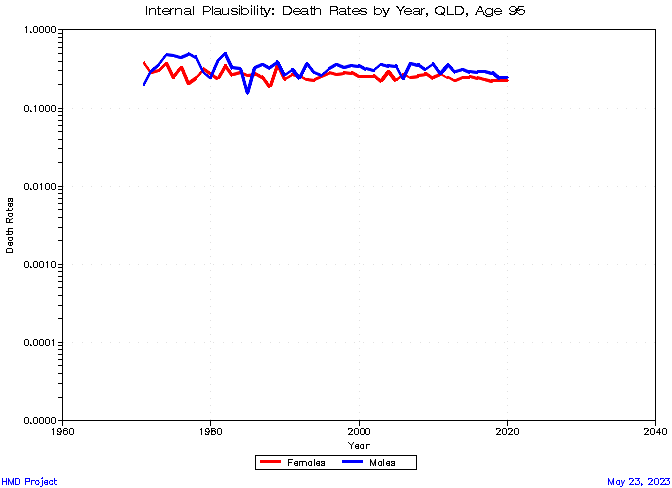 Internal Plausibility: Death Rates by Year, QLD, Age 95
1.0000
0.1000
0.0100
0.0010
0.0001
0.0000
Death Rates
1960
1980
2000
2020
2040
Year
Females
Males
HMD Project
May 23, 2023